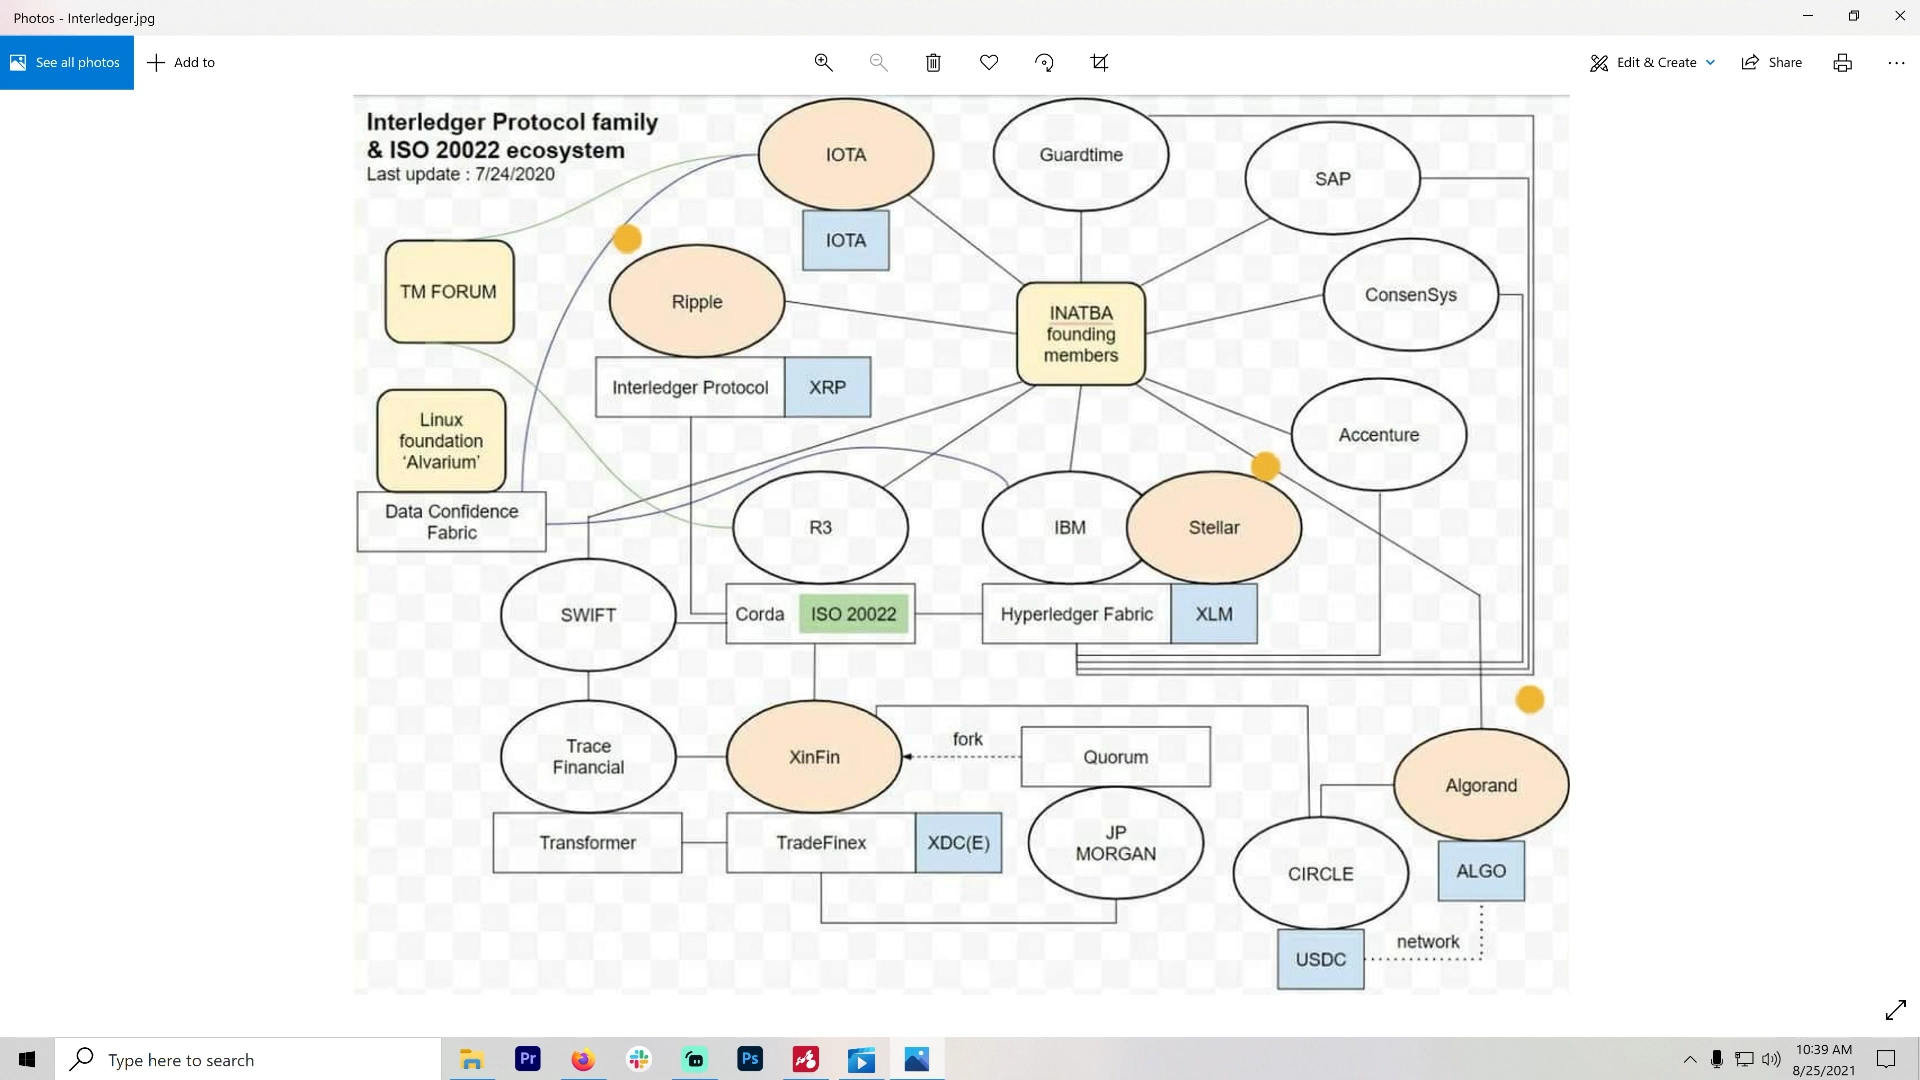 Photos - Interledger.jpg
See all photos
Add to
Edit & Create
Share
Interledger Protocol family
& ISO 20022 ecosystem
Last update : 7/24/2020
IOTA
IOTA
Guardtime
SAP
TM FORUM
Ripple
Interledger Protocol
XRP
INATBA
founding
members
ConsenSys
Accenture
Linux
foundation
‘Alvarium’
Data Confidence
Fabric
R3
IBM
Stellar
SWIFT
Corda
ISO 20022
Hyperledger Fabric
XLM
Trace
Financial
XinFin
fork
Quorum
Algorand
Transformer
TradeFinex
XDC(E)
JP
MORGAN
CIRCLE
ALGO
USDC
network
Type here to search
Pr
Ps
10:39 AM
8/25/2021